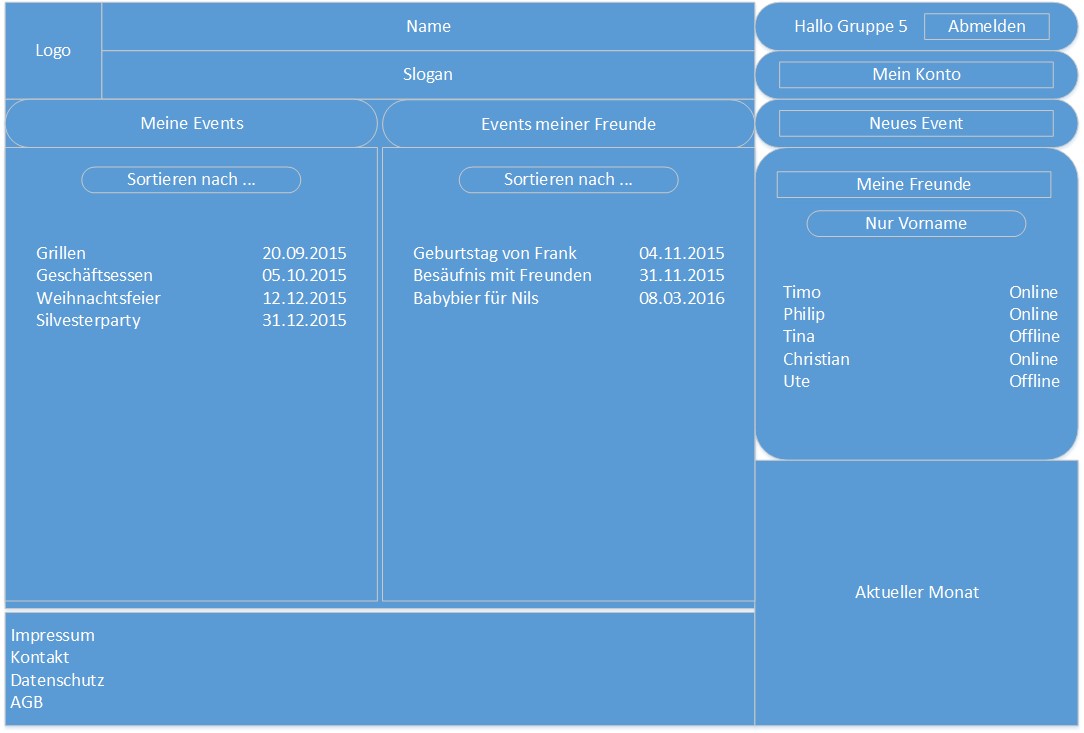 Logo
Name
Slogan
Hallo Gruppe 5 Abmelden
Mein Konto
Neues Event
Meine Events
Sortieren nach ...
Grillen 20.09.2015
Geschäftsessen 05.10.2015
Weihnachtsfeier 12.12.2015
Silvesterparty 31.12.2015
Events meiner Freunde
Sortieren nach ...
Geburtstag von Frank 04.11.2015
Besäufnis mit Freunden 31.11.2015
Babybier für Nils 08.03.2016
Meine Freunde
Nur Vorname
Timo Online
Philip Online
Tina Offline
Christian Online
Ute Offline
Aktueller Monat
Impressum
Kontakt
Datenschutz
AGB